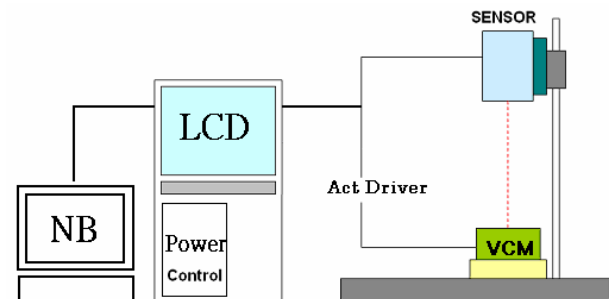 SENSOR
LCD
Act Driver
NB
Power
Control
VCM